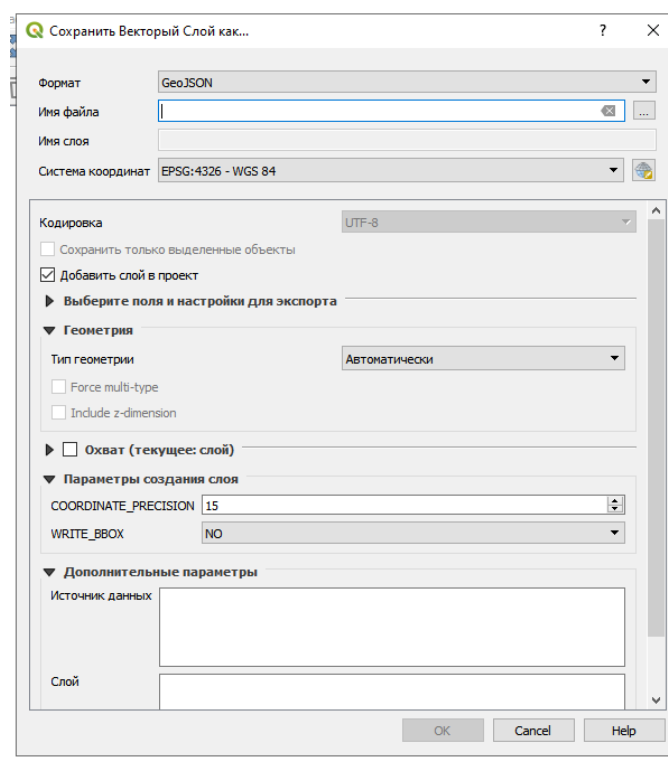 Сохранить Векторый Слой как...
?
Формат GeoJSON
Имя файла ...
Имя слоя
Система координат EPSG:4326 - WGS 84
Кодировка UTF-8
Сохранить только выделенные объекты
Добавить слой в проект
Выберите поля и настройки для экспорта
Геометрия
Тип геометрии Автоматически
Force multi-type
Include z-dimension
Охват (текущее: слой)
Параметры создания слоя
COORDINATE_PRECISION 15
WRITE_BBOX NO
Дополнительные параметры
Источник данных
Слой
OK Cancel Help